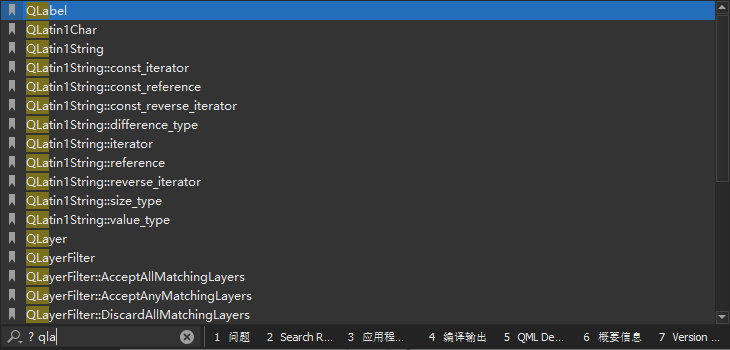 QLabel
QLatin1Char
QLatin1String
QLatin1String::const_iterator
QLatin1String::const_reference
QLatin1String::const_reverse_iterator
QLatin1String::difference_type
QLatin1String::iterator
QLatin1String::reference
QLatin1String::reverse_iterator
QLatin1String::size_type
QLatin1String::value_type
QLayer
QLayerFilter
QLayerFilter::AcceptAllMatchingLayers
QLayerFilter::AcceptAnyMatchingLayers
QLayerFilter::DiscardAllMatchingLayers
? qla 1 问题 2 Search R... 3 应用程... 4 编译输出 5 QML De... 6 概要信息 7 Version ...